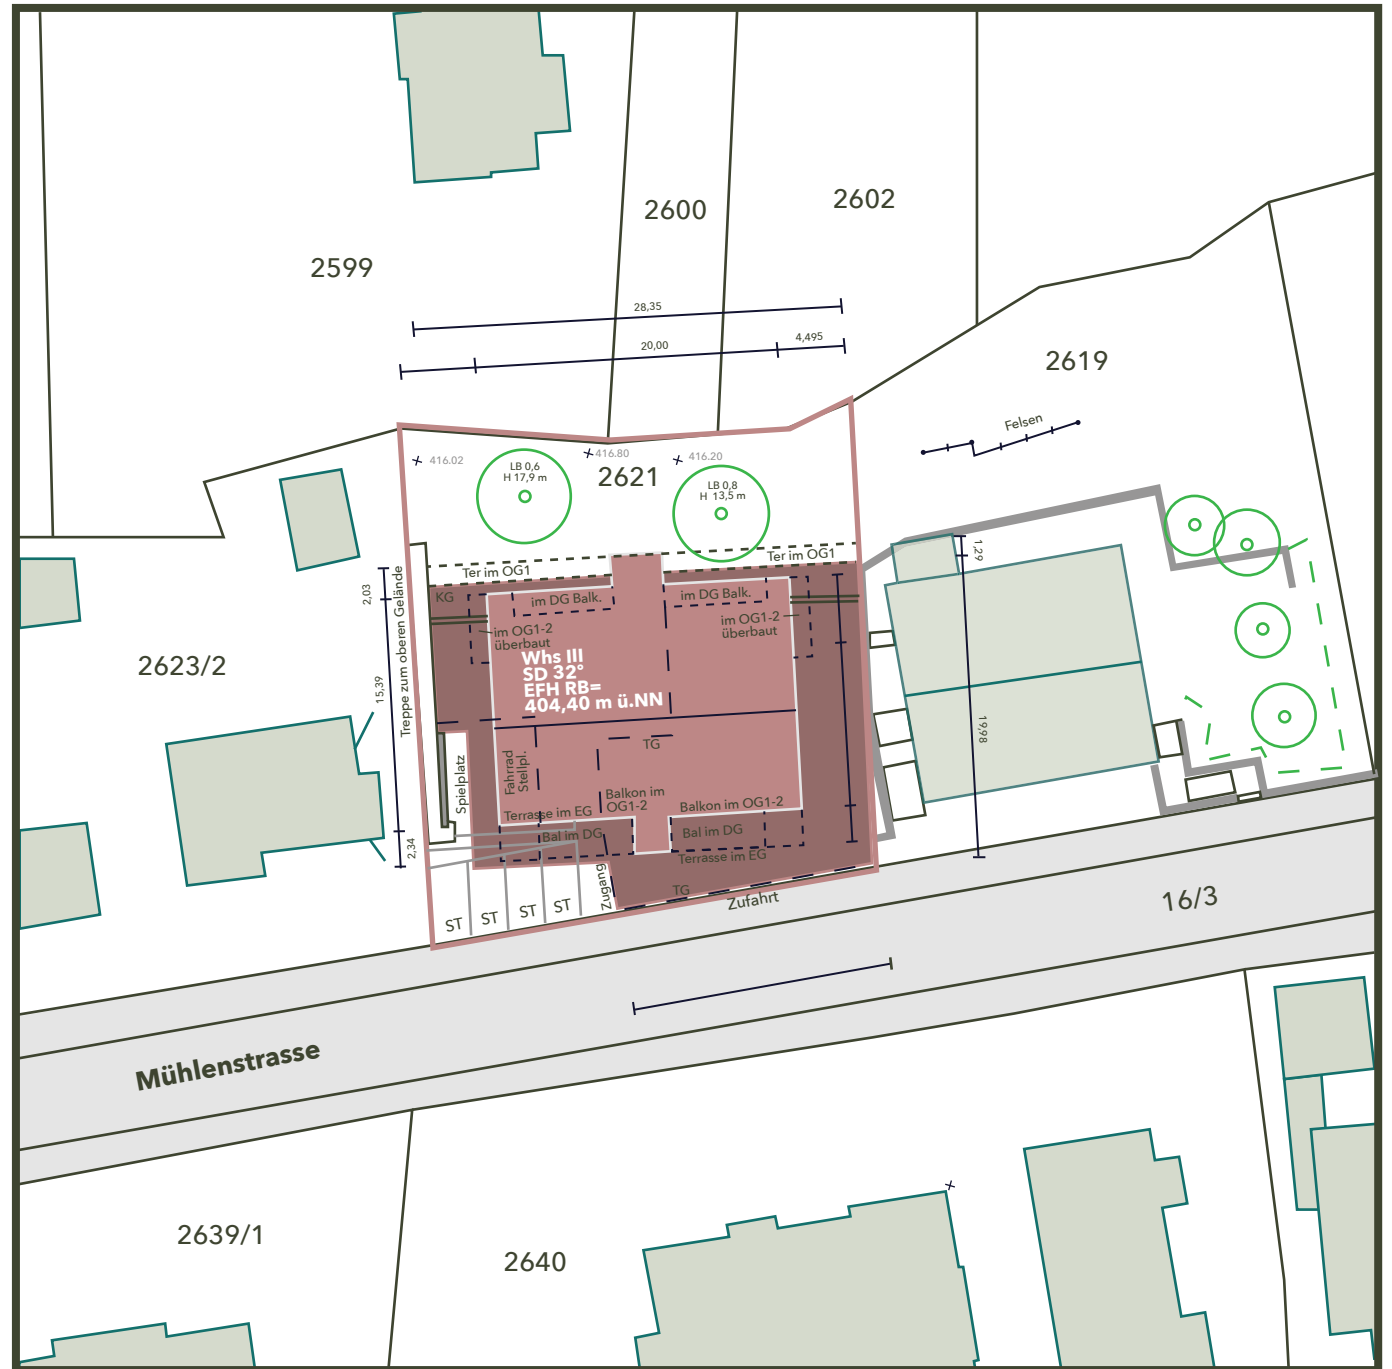 2600
2602
2599
28,35
20,00
4,495
2619
Felsen
416.02
416.80
416.20
2621
LB 0,6
H 17,9 m
LB 0,8
H 13,5 m
Ter im OG1
Ter im OG1
1,29
2,03
KG
im DG Balk.
im DG Balk.
im OG1-2
überbaut
im OG1-2
überbaut
Treppe zum oberen Gelände
2623/2
15,39
Whs III
SD 32°
EFH RB=
404,40 m ü.NN
19,98
TG
Fahrrad
Stellpl.
Spielplatz
Balkon im
OG1-2
Balkon im OG1-2
Terrasse im EG
Bal im DG
Bal im DG
2,34
Terrasse im EG
Zugang
TG
Zufahrt
ST
ST
ST
ST
16/3
Mühlenstrasse
2639/1
2640